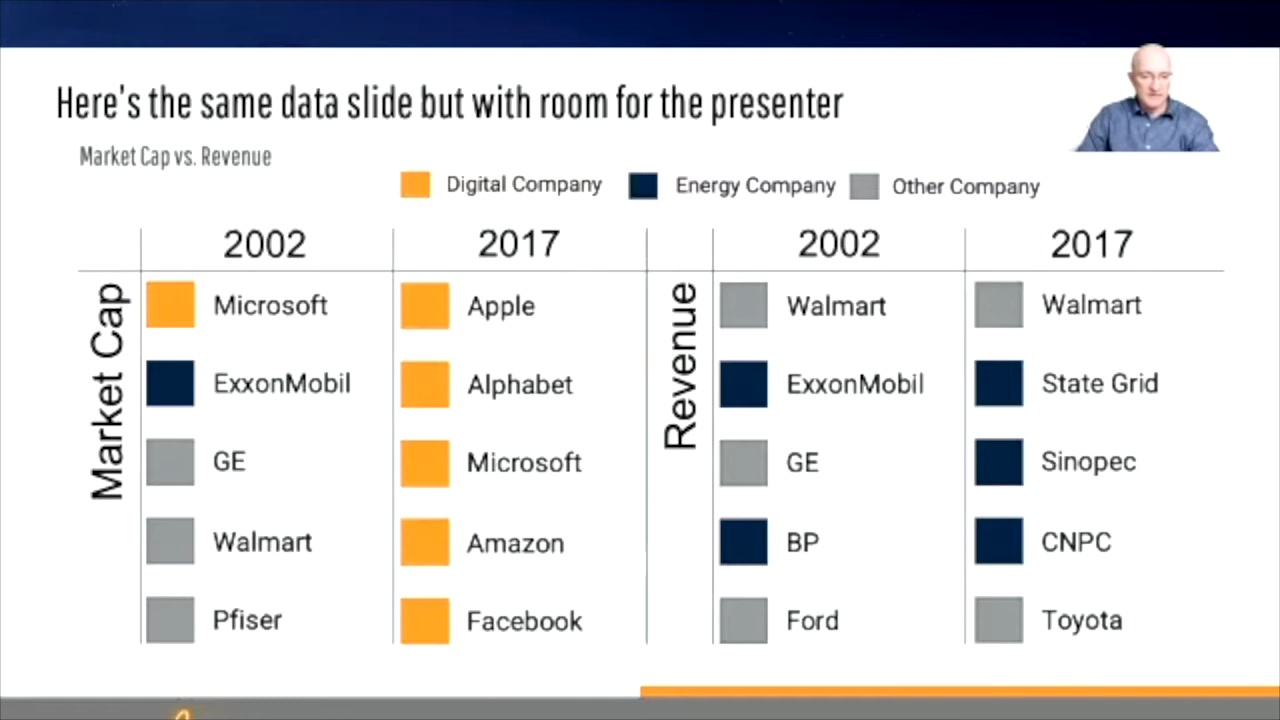 Here's the same data slide but with room for the presenter
Market Cap vs. Revenue
Digital Company Energy Company Other Company
2002 2017 2002 2017
Market Cap
Revenue
Microsoft Apple Walmart Walmart
ExxonMobil Alphabet ExxonMobil State Grid
GE Microsoft GE Sinopec
Walmart Amazon BP CNPC
Pfiser Facebook Ford Toyota